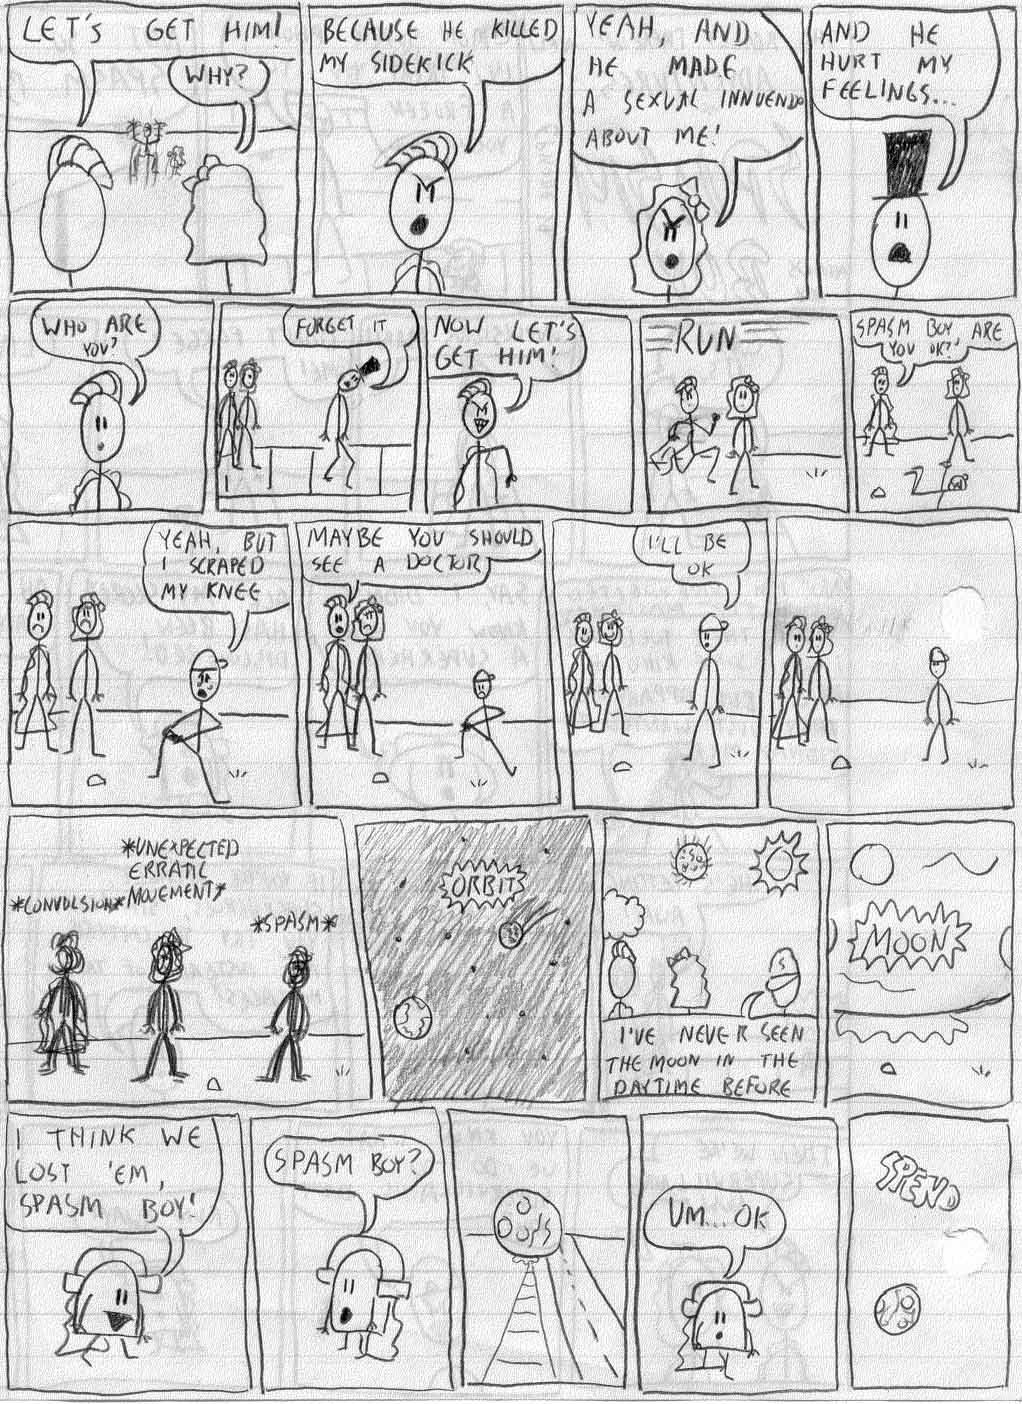 LET'S GET HIM!
WHY?
BECAUSE HE KILLED
MY SIDEKICK
YEAH, AND
HE MADE
A SEXUAL INNUENDO
ABOUT ME!
AND HE
HURT MY
FEELINGS...
WHO ARE
YOU?
FORGET IT
NOW LET'S
GET HIM!
RUN
SPASM BOY, ARE
YOU OK?
YEAH, BUT
I SCRAPED
MY KNEE
MAYBE YOU SHOULD
SEE A DOCTOR
I'LL BE
OK
*CONVULSION*
*UNEXPECTED
ERRATIC
MOVEMENT*
*SPASM*
ORBIT
I'VE NEVER SEEN
THE MOON IN THE
DAYTIME BEFORE
MOON
I THINK WE
LOST 'EM,
SPASM BOY!
SPASM BOY?
UM... OK
SPEND